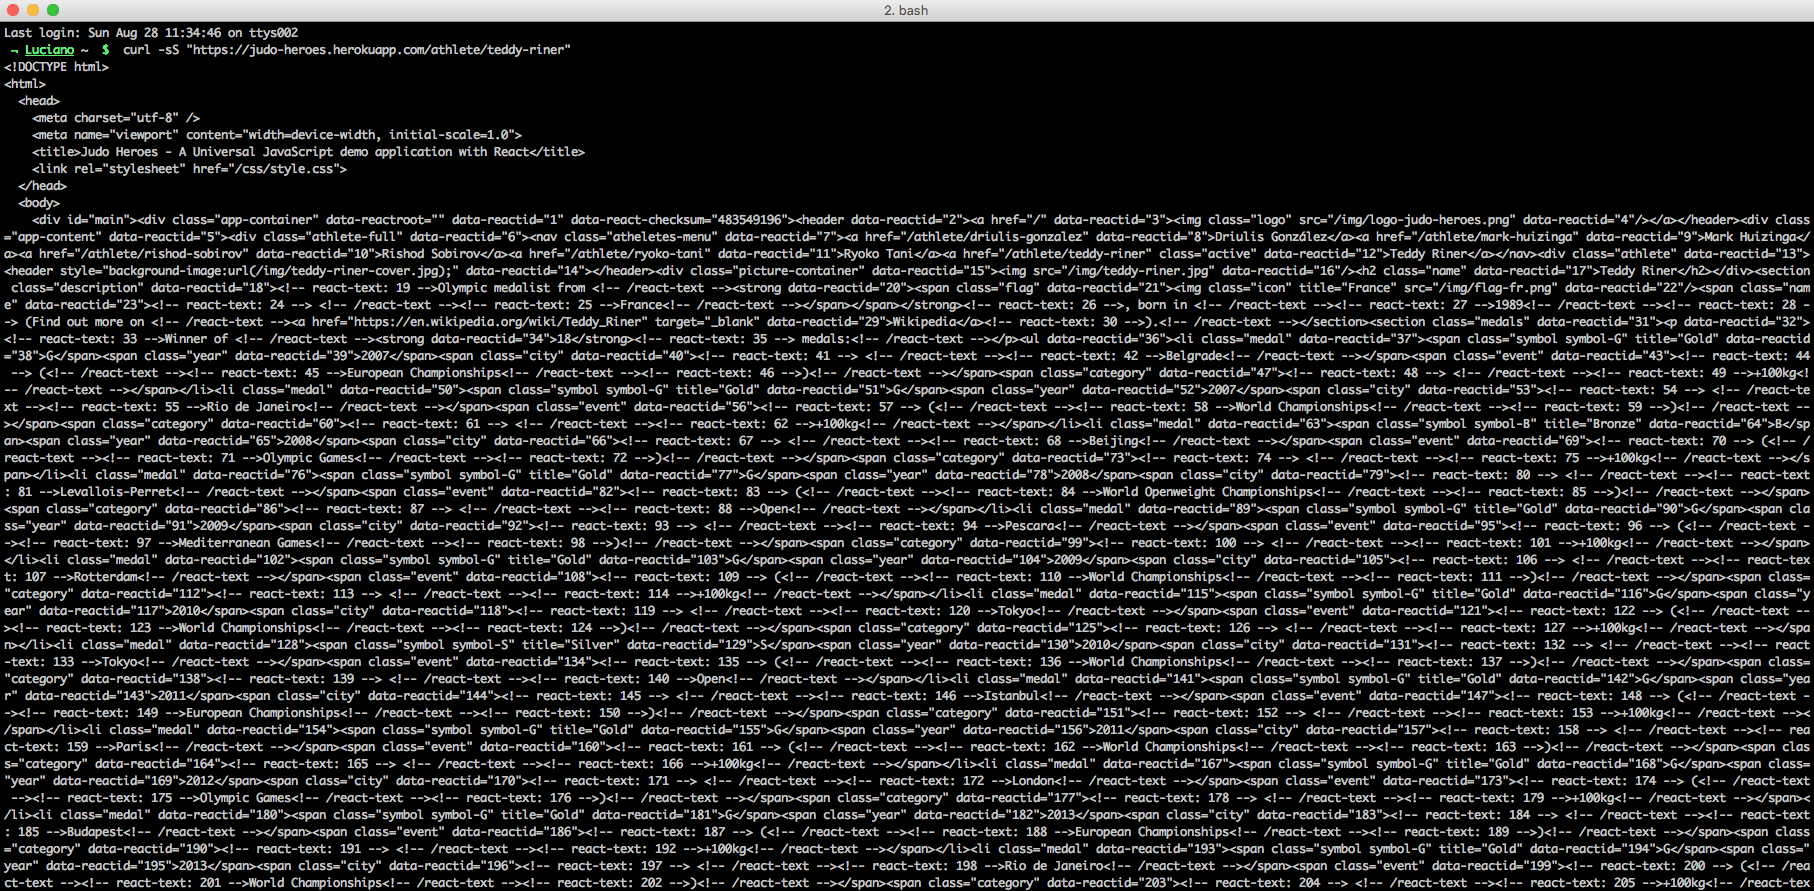 2. bash
Last login: Sun Aug 28 11:34:46 on ttys002
¬ Luciano ~ $ curl -sS "https://judo-heroes.herokuapp.com/athlete/teddy-riner"
<!DOCTYPE html>
<html>
<head>
<meta charset="utf-8" />
<meta name="viewport" content="width=device-width, initial-scale=1.0">
<title>Judo Heroes - A Universal JavaScript demo application with React</title>
<link rel="stylesheet" href="/css/style.css">
</head>
<body>
<div id="main"><div class="app-container" data-reactroot="" data-reactid="1" data-react-checksum="483549196"><header data-reactid="2"><a href="/" data-reactid="3"><img class="logo" src="/img/logo-judo-heroes.png" data-reactid="4"/></a></header><div class
="app-content" data-reactid="5"><div class="athlete-full" data-reactid="6"><nav class="atheletes-menu" data-reactid="7"><a href="/athlete/driulis-gonzalez" data-reactid="8">Driulis González</a><a href="/athlete/mark-huizinga" data-reactid="9">Mark Huizinga</
a><a href="/athlete/rishod-sobirov" data-reactid="10">Rishod Sobirov</a><a href="/athlete/ryoko-tani" data-reactid="11">Ryoko Tani</a><a href="/athlete/teddy-riner" class="active" data-reactid="12">Teddy Riner</a></nav><div class="athlete" data-reactid="13">
<header style="background-image:url(/img/teddy-riner-cover.jpg);" data-reactid="14"></header><div class="picture-container" data-reactid="15"><img src="/img/teddy-riner.jpg" data-reactid="16"/><h2 class="name" data-reactid="17">Teddy Riner</h2></div><section
class="description" data-reactid="18"><!-- react-text: 19 -->Olympic medalist from <!-- /react-text --><strong data-reactid="20"><span class="flag" data-reactid="21"><img class="icon" title="France" src="/img/flag-fr.png" data-reactid="22"/><span class="nam
e" data-reactid="23"><!-- react-text: 24 --> <!-- /react-text --><!-- react-text: 25 -->France<!-- /react-text --></span></span></strong><!-- react-text: 26 -->, born in <!-- /react-text --><!-- react-text: 27 -->1989<!-- /react-text --><!-- react-text: 28 -
-> (Find out more on <!-- /react-text --><a href="https://en.wikipedia.org/wiki/Teddy_Riner" target="_blank" data-reactid="29">Wikipedia</a><!-- react-text: 30 -->).<!-- /react-text --></section><section class="medals" data-reactid="31"><p data-reactid="32">
<!-- react-text: 33 -->Winner of <!-- /react-text --><strong data-reactid="34">18</strong><!-- react-text: 35 --> medals:<!-- /react-text --></p><ul data-reactid="36"><li class="medal" data-reactid="37"><span class="symbol symbol-G" title="Gold" data-reactid
="38">G</span><span class="year" data-reactid="39">2007</span><span class="city" data-reactid="40"><!-- react-text: 41 --> <!-- /react-text --><!-- react-text: 42 -->Belgrade<!-- /react-text --></span><span class="event" data-reactid="43"><!-- react-text: 44
--> (<!-- /react-text --><!-- react-text: 45 -->European Championships<!-- /react-text --><!-- react-text: 46 -->)<!-- /react-text --></span><span class="category" data-reactid="47"><!-- react-text: 48 --> <!-- /react-text --><!-- react-text: 49 -->+100kg<!
-- /react-text --></span></li><li class="medal" data-reactid="50"><span class="symbol symbol-G" title="Gold" data-reactid="51">G</span><span class="year" data-reactid="52">2007</span><span class="city" data-reactid="53"><!-- react-text: 54 --> <!-- /react-te
xt --><!-- react-text: 55 -->Rio de Janeiro<!-- /react-text --></span><span class="event" data-reactid="56"><!-- react-text: 57 --> (<!-- /react-text --><!-- react-text: 58 -->World Championships<!-- /react-text --><!-- react-text: 59 -->)<!-- /react-text --
></span><span class="category" data-reactid="60"><!-- react-text: 61 --> <!-- /react-text --><!-- react-text: 62 -->+100kg<!-- /react-text --></span></li><li class="medal" data-reactid="63"><span class="symbol symbol-B" title="Bronze" data-reactid="64">B</sp
an><span class="year" data-reactid="65">2008</span><span class="city" data-reactid="66"><!-- react-text: 67 --> <!-- /react-text --><!-- react-text: 68 -->Beijing<!-- /react-text --></span><span class="event" data-reactid="69"><!-- react-text: 70 --> (<!-- /
react-text --><!-- react-text: 71 -->Olympic Games<!-- /react-text --><!-- react-text: 72 -->)<!-- /react-text --></span><span class="category" data-reactid="73"><!-- react-text: 74 --> <!-- /react-text --><!-- react-text: 75 -->+100kg<!-- /react-text --></s
pan></li><li class="medal" data-reactid="76"><span class="symbol symbol-G" title="Gold" data-reactid="77">G</span><span class="year" data-reactid="78">2008</span><span class="city" data-reactid="79"><!-- react-text: 80 --> <!-- /react-text --><!-- react-text
: 81 -->Levallois-Perret<!-- /react-text --></span><span class="event" data-reactid="82"><!-- react-text: 83 --> (<!-- /react-text --><!-- react-text: 84 -->World Openweight Championships<!-- /react-text --><!-- react-text: 85 -->)<!-- /react-text --></span>
<span class="category" data-reactid="86"><!-- react-text: 87 --> <!-- /react-text --><!-- react-text: 88 -->Open<!-- /react-text --></span></li><li class="medal" data-reactid="89"><span class="symbol symbol-G" title="Gold" data-reactid="90">G</span><span cla
ss="year" data-reactid="91">2009</span><span class="city" data-reactid="92"><!-- react-text: 93 --> <!-- /react-text --><!-- react-text: 94 -->Pescara<!-- /react-text --></span><span class="event" data-reactid="95"><!-- react-text: 96 --> (<!-- /react-text -
-><!-- react-text: 97 -->Mediterranean Games<!-- /react-text --><!-- react-text: 98 -->)<!-- /react-text --></span><span class="category" data-reactid="99"><!-- react-text: 100 --> <!-- /react-text --><!-- react-text: 101 -->+100kg<!-- /react-text --></span>
</li><li class="medal" data-reactid="102"><span class="symbol symbol-G" title="Gold" data-reactid="103">G</span><span class="year" data-reactid="104">2009</span><span class="city" data-reactid="105"><!-- react-text: 106 --> <!-- /react-text --><!-- react-tex
t: 107 -->Rotterdam<!-- /react-text --></span><span class="event" data-reactid="108"><!-- react-text: 109 --> (<!-- /react-text --><!-- react-text: 110 -->World Championships<!-- /react-text --><!-- react-text: 111 -->)<!-- /react-text --></span><span class=
"category" data-reactid="112"><!-- react-text: 113 --> <!-- /react-text --><!-- react-text: 114 -->+100kg<!-- /react-text --></span></li><li class="medal" data-reactid="115"><span class="symbol symbol-G" title="Gold" data-reactid="116">G</span><span class="y
ear" data-reactid="117">2010</span><span class="city" data-reactid="118"><!-- react-text: 119 --> <!-- /react-text --><!-- react-text: 120 -->Tokyo<!-- /react-text --></span><span class="event" data-reactid="121"><!-- react-text: 122 --> (<!-- /react-text --
><!-- react-text: 123 -->World Championships<!-- /react-text --><!-- react-text: 124 -->)<!-- /react-text --></span><span class="category" data-reactid="125"><!-- react-text: 126 --> <!-- /react-text --><!-- react-text: 127 -->+100kg<!-- /react-text --></spa
n></li><li class="medal" data-reactid="128"><span class="symbol symbol-S" title="Silver" data-reactid="129">S</span><span class="year" data-reactid="130">2010</span><span class="city" data-reactid="131"><!-- react-text: 132 --> <!-- /react-text --><!-- react
-text: 133 -->Tokyo<!-- /react-text --></span><span class="event" data-reactid="134"><!-- react-text: 135 --> (<!-- /react-text --><!-- react-text: 136 -->World Championships<!-- /react-text --><!-- react-text: 137 -->)<!-- /react-text --></span><span class=
"category" data-reactid="138"><!-- react-text: 139 --> <!-- /react-text --><!-- react-text: 140 -->Open<!-- /react-text --></span></li><li class="medal" data-reactid="141"><span class="symbol symbol-G" title="Gold" data-reactid="142">G</span><span class="yea
r" data-reactid="143">2011</span><span class="city" data-reactid="144"><!-- react-text: 145 --> <!-- /react-text --><!-- react-text: 146 -->Istanbul<!-- /react-text --></span><span class="event" data-reactid="147"><!-- react-text: 148 --> (<!-- /react-text -
-><!-- react-text: 149 -->European Championships<!-- /react-text --><!-- react-text: 150 -->)<!-- /react-text --></span><span class="category" data-reactid="151"><!-- react-text: 152 --> <!-- /react-text --><!-- react-text: 153 -->+100kg<!-- /react-text --><
/span></li><li class="medal" data-reactid="154"><span class="symbol symbol-G" title="Gold" data-reactid="155">G</span><span class="year" data-reactid="156">2011</span><span class="city" data-reactid="157"><!-- react-text: 158 --> <!-- /react-text --><!-- rea
ct-text: 159 -->Paris<!-- /react-text --></span><span class="event" data-reactid="160"><!-- react-text: 161 --> (<!-- /react-text --><!-- react-text: 162 -->World Championships<!-- /react-text --><!-- react-text: 163 -->)<!-- /react-text --></span><span clas
s="category" data-reactid="164"><!-- react-text: 165 --> <!-- /react-text --><!-- react-text: 166 -->+100kg<!-- /react-text --></span></li><li class="medal" data-reactid="167"><span class="symbol symbol-G" title="Gold" data-reactid="168">G</span><span class=
"year" data-reactid="169">2012</span><span class="city" data-reactid="170"><!-- react-text: 171 --> <!-- /react-text --><!-- react-text: 172 -->London<!-- /react-text --></span><span class="event" data-reactid="173"><!-- react-text: 174 --> (<!-- /react-text
--><!-- react-text: 175 -->Olympic Games<!-- /react-text --><!-- react-text: 176 -->)<!-- /react-text --></span><span class="category" data-reactid="177"><!-- react-text: 178 --> <!-- /react-text --><!-- react-text: 179 -->+100kg<!-- /react-text --></span><
/li><li class="medal" data-reactid="180"><span class="symbol symbol-G" title="Gold" data-reactid="181">G</span><span class="year" data-reactid="182">2013</span><span class="city" data-reactid="183"><!-- react-text: 184 --> <!-- /react-text --><!-- react-text
: 185 -->Budapest<!-- /react-text --></span><span class="event" data-reactid="186"><!-- react-text: 187 --> (<!-- /react-text --><!-- react-text: 188 -->European Championships<!-- /react-text --><!-- react-text: 189 -->)<!-- /react-text --></span><span class
="category" data-reactid="190"><!-- react-text: 191 --> <!-- /react-text --><!-- react-text: 192 -->+100kg<!-- /react-text --></span></li><li class="medal" data-reactid="193"><span class="symbol symbol-G" title="Gold" data-reactid="194">G</span><span class="
year" data-reactid="195">2013</span><span class="city" data-reactid="196"><!-- react-text: 197 --> <!-- /react-text --><!-- react-text: 198 -->Rio de Janeiro<!-- /react-text --></span><span class="event" data-reactid="199"><!-- react-text: 200 --> (<!-- /rea
ct-text --><!-- react-text: 201 -->World Championships<!-- /react-text --><!-- react-text: 202 -->)<!-- /react-text --></span><span class="category" data-reactid="203"><!-- react-text: 204 --> <!-- /react-text --><!-- react-text: 205 -->+100kg<!-- /react-tex